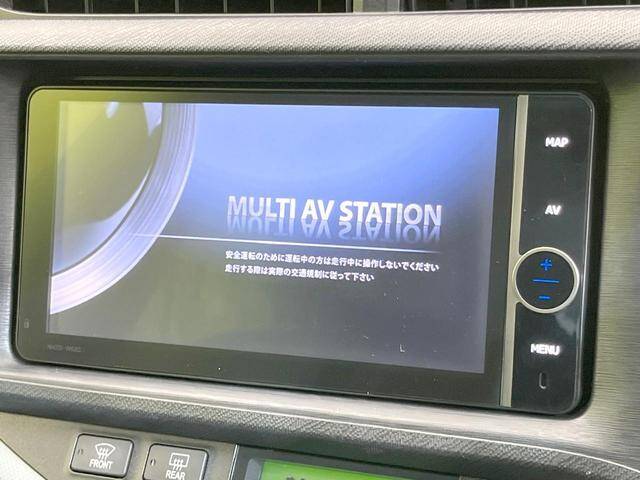 MULTI AV STATION
安全運転のために運転中の方は走行中に操作しないでください
走行する際は実際の交通規制に従って下さい
MAP
AV
+
−
MENU
FRONT
REAR